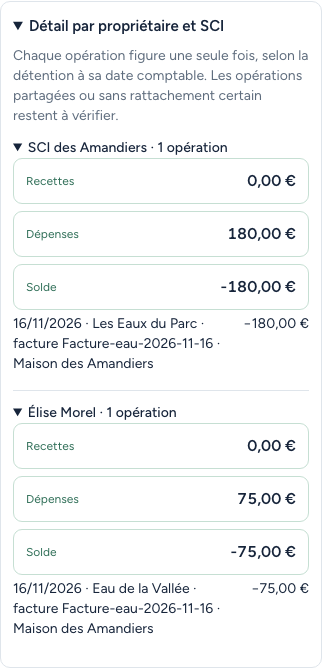 ▼ Détail par propriétaire et SCI
Chaque opération figure une seule fois, selon la
détention à sa date comptable. Les opérations
partagées ou sans rattachement certain
restent à vérifier.
▼ SCI des Amandiers · 1 opération
Recettes 0,00 €
Dépenses 180,00 €
Solde -180,00 €
16/11/2026 · Les Eaux du Parc · −180,00 €
facture Facture-eau-2026-11-16 ·
Maison des Amandiers
▼ Élise Morel · 1 opération
Recettes 0,00 €
Dépenses 75,00 €
Solde -75,00 €
16/11/2026 · Eau de la Vallée · −75,00 €
facture Facture-eau-2026-11-16 ·
Maison des Amandiers